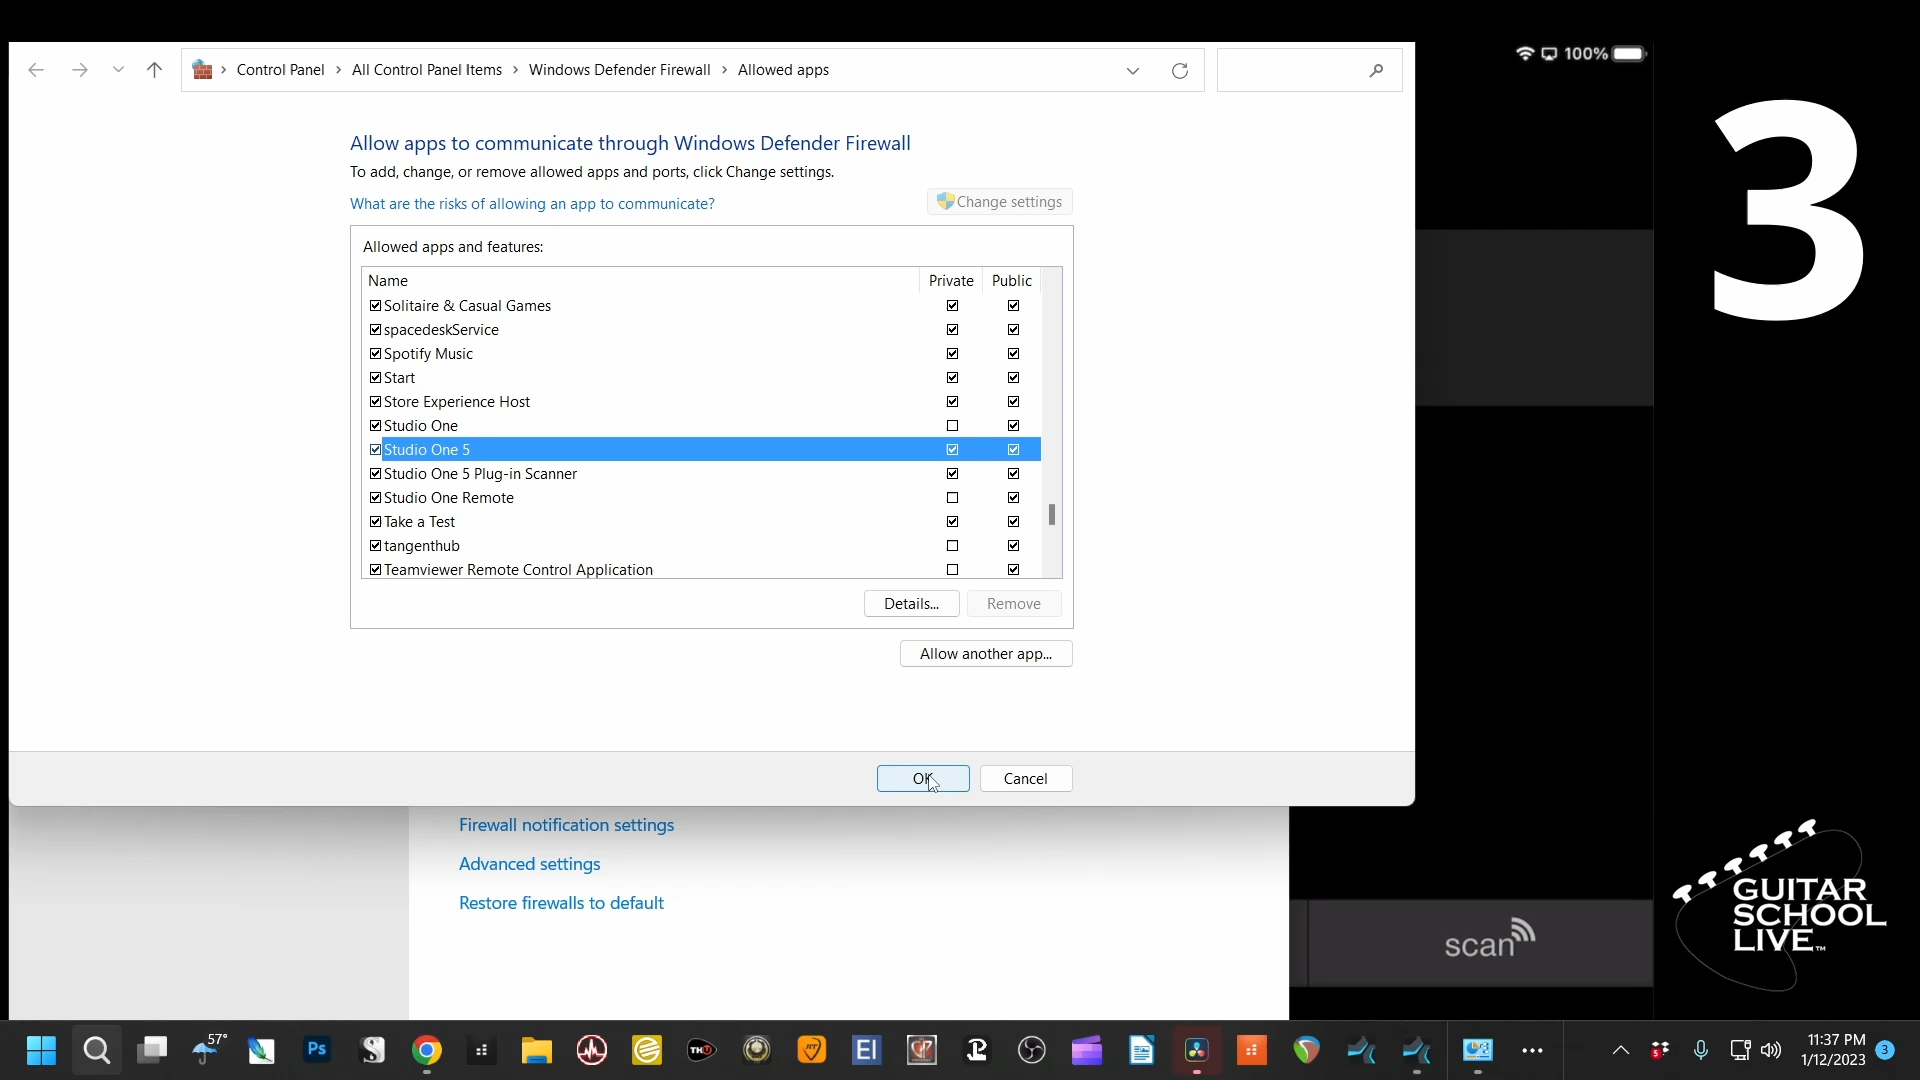 Control Panel > All Control Panel Items > Windows Defender Firewall > Allowed apps
100%
3
Allow apps to communicate through Windows Defender Firewall
To add, change, or remove allowed apps and ports, click Change settings.
What are the risks of allowing an app to communicate?
Change settings
Allowed apps and features:
Name Private Public
Solitaire & Casual Games
spacedeskService
Spotify Music
Start
Store Experience Host
Studio One
Studio One 5
Studio One 5 Plug-in Scanner
Studio One Remote
Take a Test
tangenthub
Teamviewer Remote Control Application
Details... Remove
Allow another app...
OK Cancel
Firewall notification settings
Advanced settings
Restore firewalls to default
scan
GUITAR
SCHOOL
LIVE™
57°
Ps
THU
EI
11:37 PM
1/12/2023
3